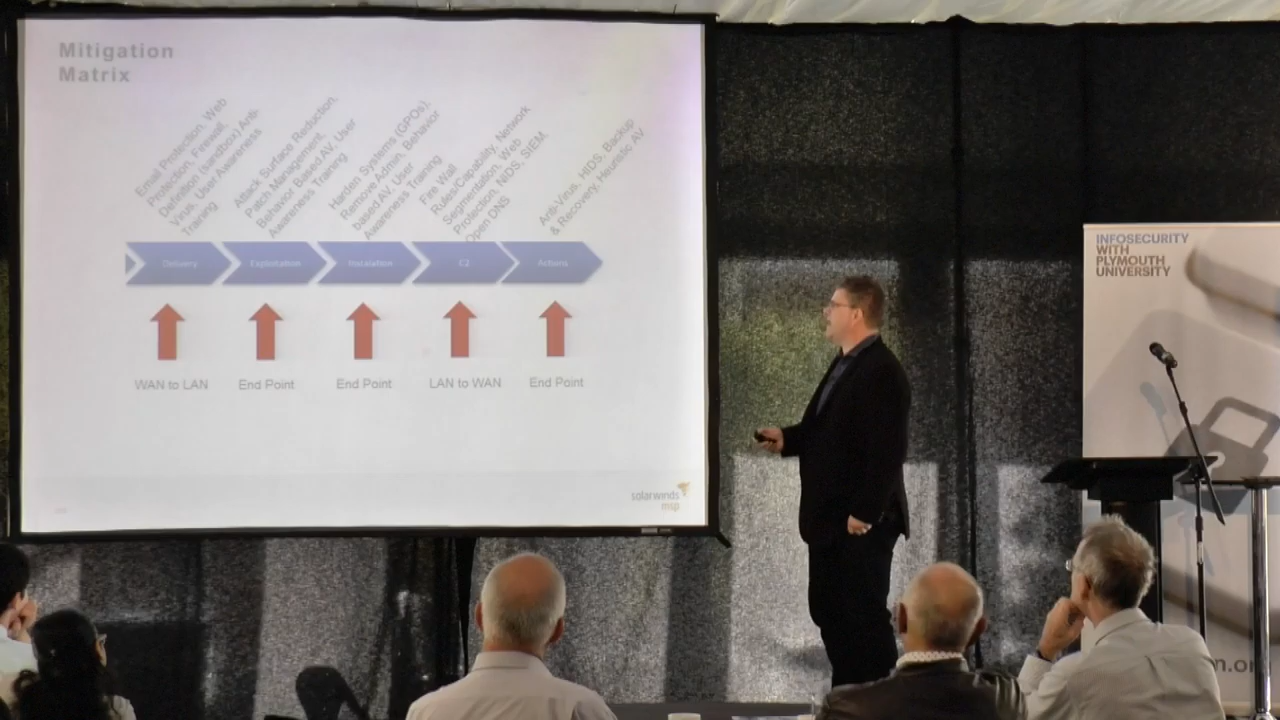 Mitigation
Matrix
Email Protection, Web
Protection, Firewall,
Detination (sandbox) Anti-
Virus, User Awareness
Training
Attack Surface Reduction,
Patch Management,
Behavior Based AV, User
Awareness Training
Harden Systems (GPOs),
Remove Admin, Behavior
based AV, User
Awareness Training
Fire Wall
Rules/Capability, Network
Segmentation, Web
Protection, NIDS, SIEM,
Open DNS
Anti-Virus, HIDS, Backup
& Recovery, Heuristic AV
Delivery
Exploitation
Installation
C2
Actions
WAN to LAN
End Point
End Point
LAN to WAN
End Point
solarwinds
msp
INFOSECURITY
WITH
PLYMOUTH
UNIVERSITY